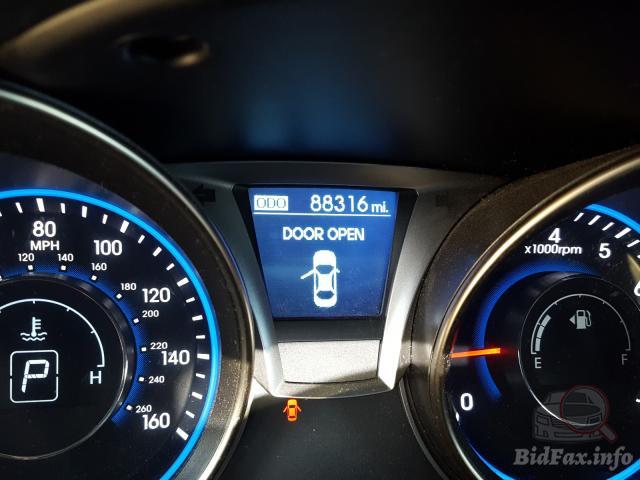 ODO 88316 mi.
DOOR OPEN
80 100 120 140 160
MPH
120 140 160 180 200 220 240 260
P
H
4 5
x1000rpm
0
E F
BidFax.info